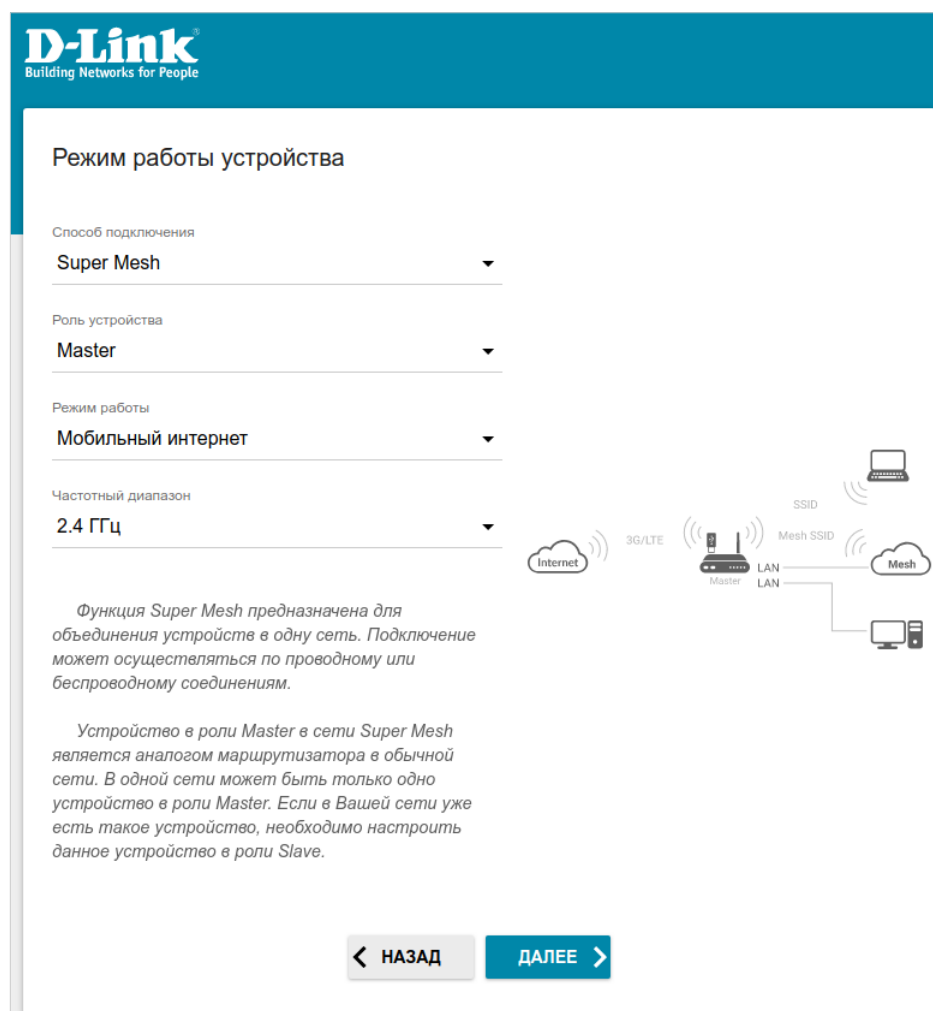 D-Link
Building Networks for People
Режим работы устройства
Способ подключения
Super Mesh
Роль устройства
Master
Режим работы
Мобильный интернет
Частотный диапазон
2.4 ГГц
SSID
Mesh SSID
3G/LTE
Internet
LAN
Mesh
Master
LAN
Функция Super Mesh предназначена для
объединения устройств в одну сеть. Подключение
может осуществляться по проводному или
беспроводному соединениям.
Устройство в роли Master в сети Super Mesh
является аналогом маршрутизатора в обычной
сети. В одной сети может быть только одно
устройство в роли Master. Если в Вашей сети уже
есть такое устройство, необходимо настроить
данное устройство в роли Slave.
НАЗАД
ДАЛЕЕ